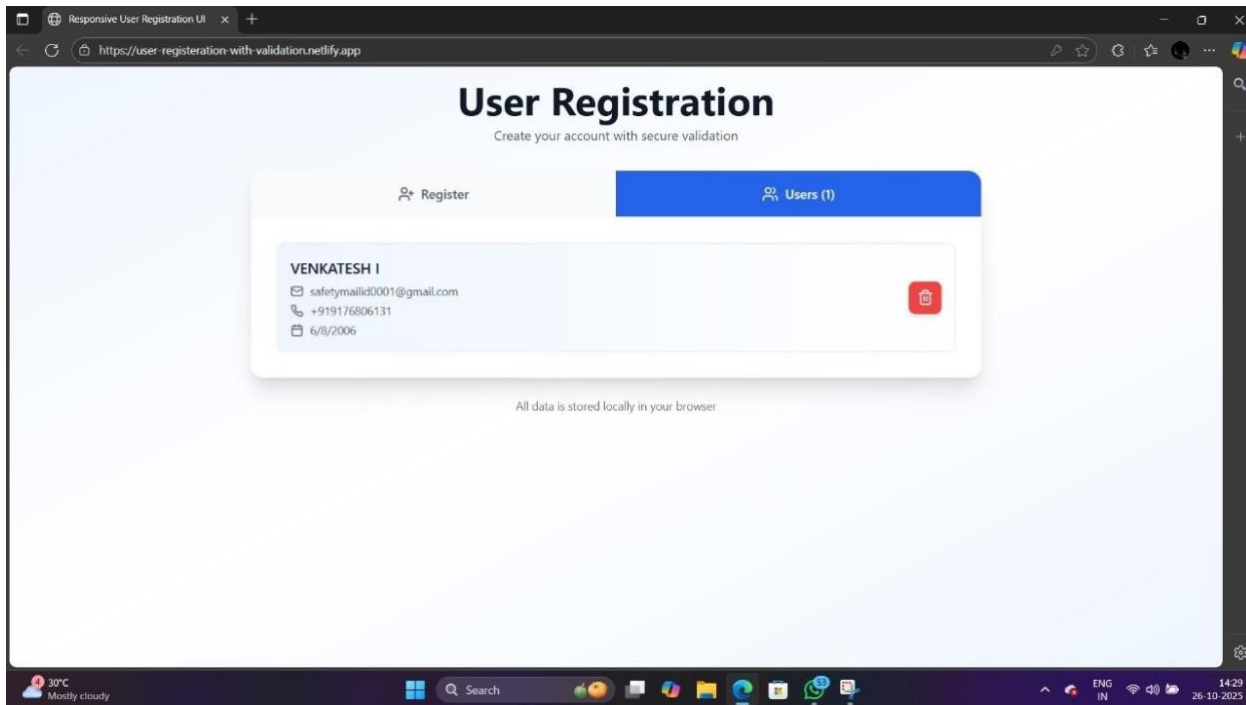 Responsive User Registration UI
https://user-registeration-with-validation.netlify.app
User Registration
Create your account with secure validation
Register
Users (1)
VENKATESH I
safetymailid0001@gmail.com
+919176806131
6/8/2006
All data is stored locally in your browser
4
30°C
Mostly cloudy
Search
53
ENG
IN
14:29
26-10-2025